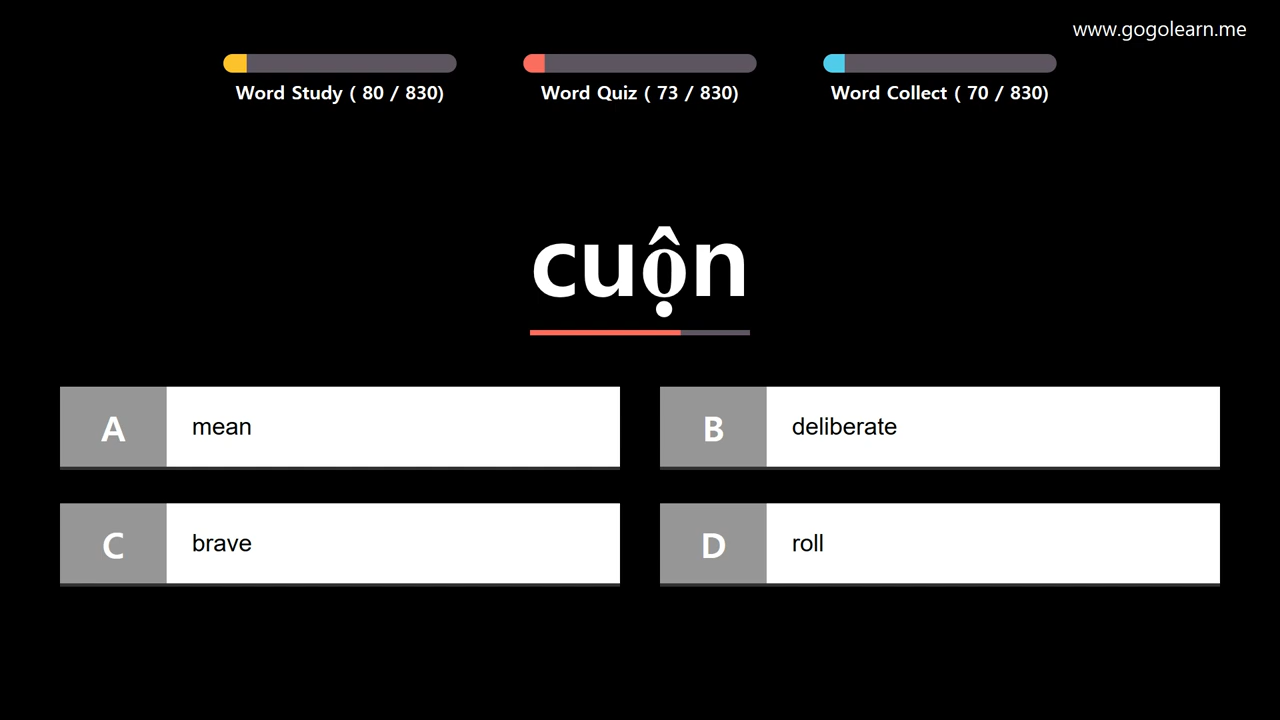 www.gogolearn.me
Word Study ( 80 / 830)
Word Quiz ( 73 / 830)
Word Collect ( 70 / 830)
cuộn
A mean
B deliberate
C brave
D roll